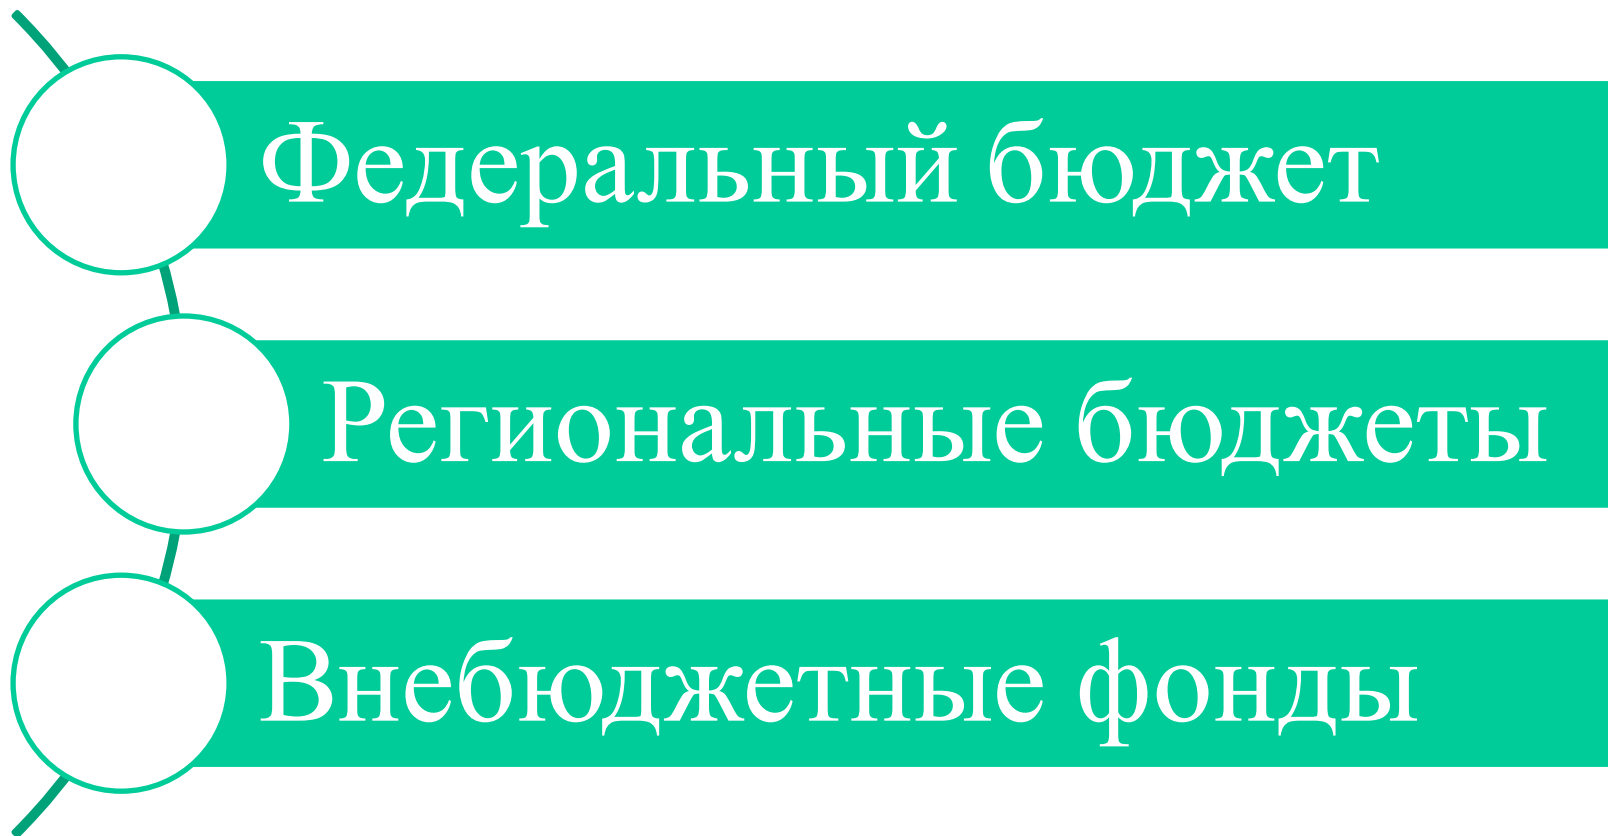 Федеральный бюджет
Региональные бюджеты
Внебюджетные фонды